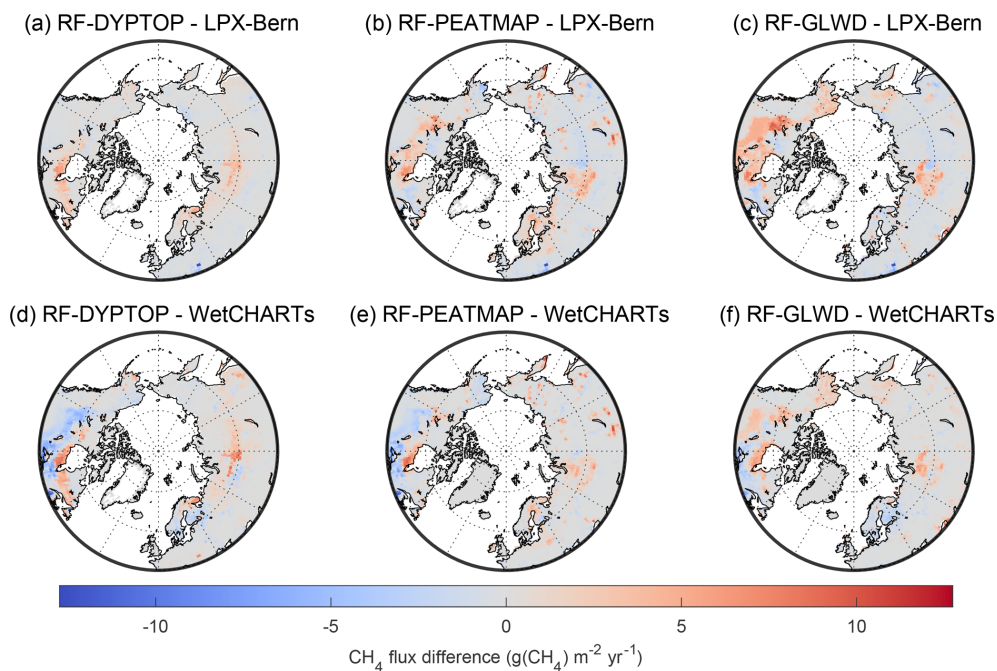 (a) RF-DYPTOP - LPX-Bern
(b) RF-PEATMAP - LPX-Bern
(c) RF-GLWD - LPX-Bern
(d) RF-DYPTOP - WetCHARTs
(e) RF-PEATMAP - WetCHARTs
(f) RF-GLWD - WetCHARTs
-10 -5 0 5 10
CH₄ flux difference (g(CH₄) m⁻² yr⁻¹)